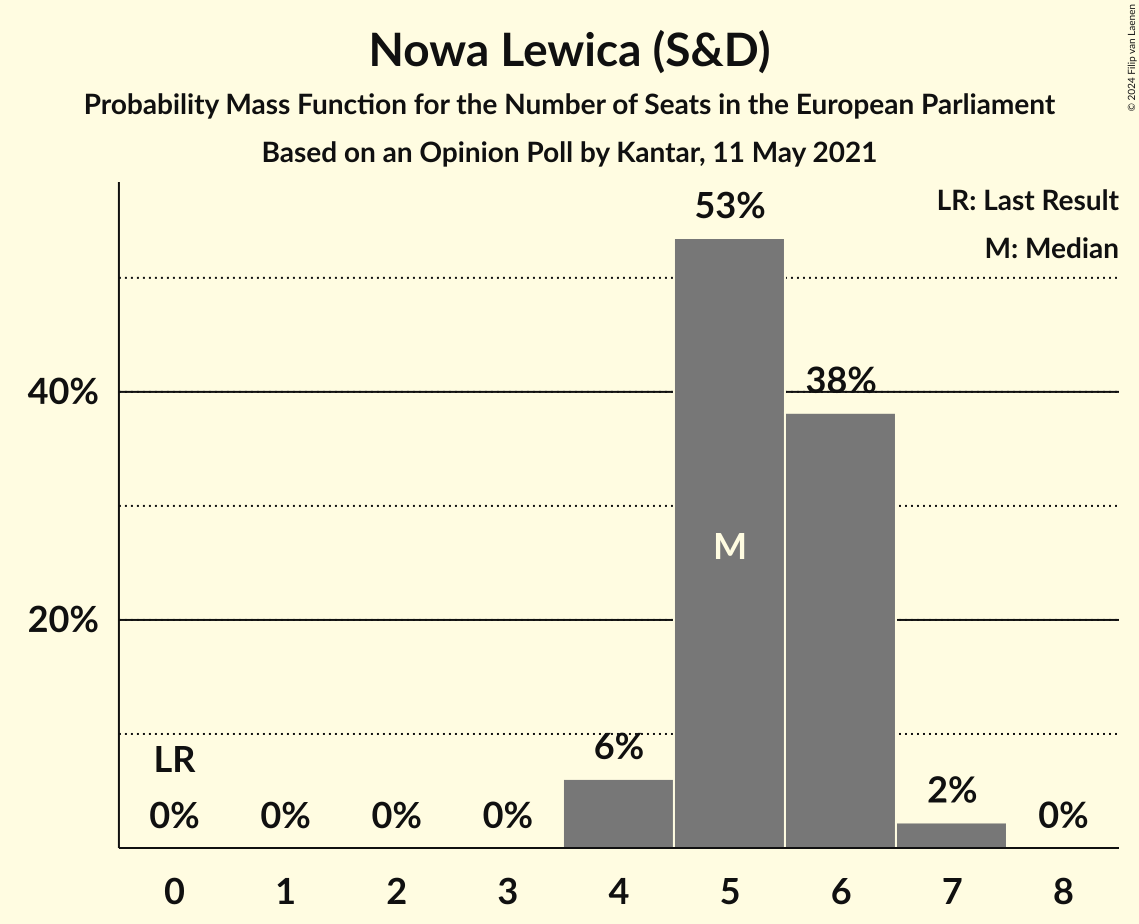 Nowa Lewica (S&D)
Probability Mass Function for the Number of Seats in the European Parliament
Based on an Opinion Poll by Kantar, 11 May 2021
© 2024 Filip van Laenen
LR: Last Result
M: Median
53%
40%
38%
M
20%
6%
LR
2%
0% 0% 0% 0% 0%
0 1 2 3 4 5 6 7 8